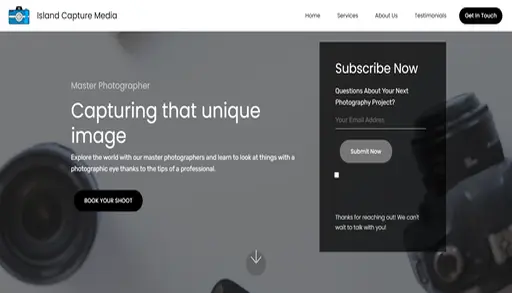 Island Capture Media
Home Services About Us Testimonials Get In Touch
Master Photographer
Capturing that unique
image
Explore the world with our master photographers and learn to look at things with a
photographic eye thanks to the tips of a professional.
BOOK YOUR SHOOT
Subscribe Now
Questions About Your Next
Photography Project?
Your Email Addres
Submit Now
Thanks for reaching out! We can't
wait to talk with you!